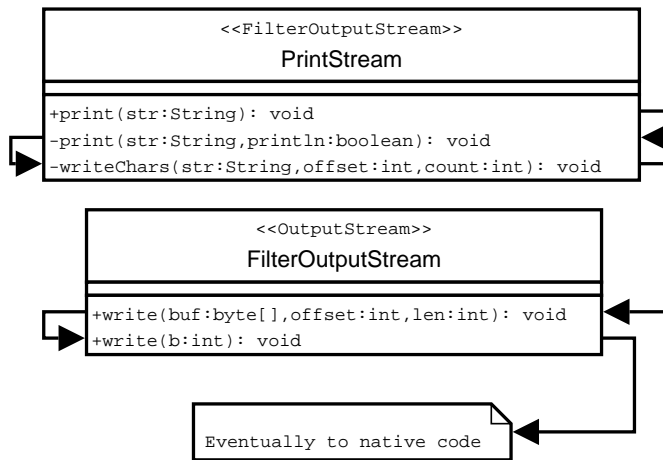 <<FilterOutputStream>>
PrintStream
+print(str:String): void
-print(str:String,println:boolean): void
-writeChars(str:String,offset:int,count:int): void
<<OutputStream>>
FilterOutputStream
+write(buf:byte[],offset:int,len:int): void
+write(b:int): void
Eventually to native code